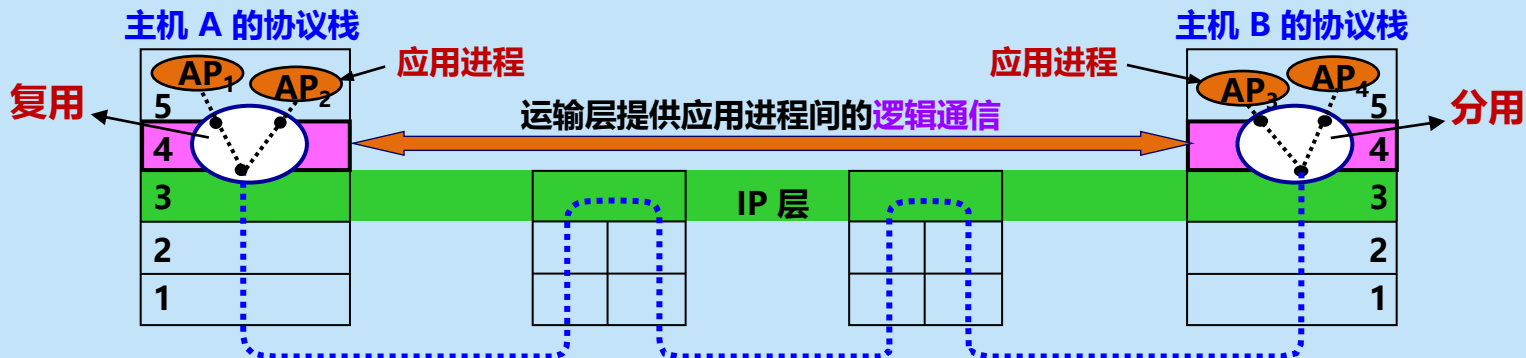 主机 A 的协议栈
主机 B 的协议栈
AP1
AP2
应用进程
应用进程
AP3
AP4
复用
5
运输层提供应用进程间的逻辑通信
5
分用
4
4
3
IP 层
3
2
2
1
1